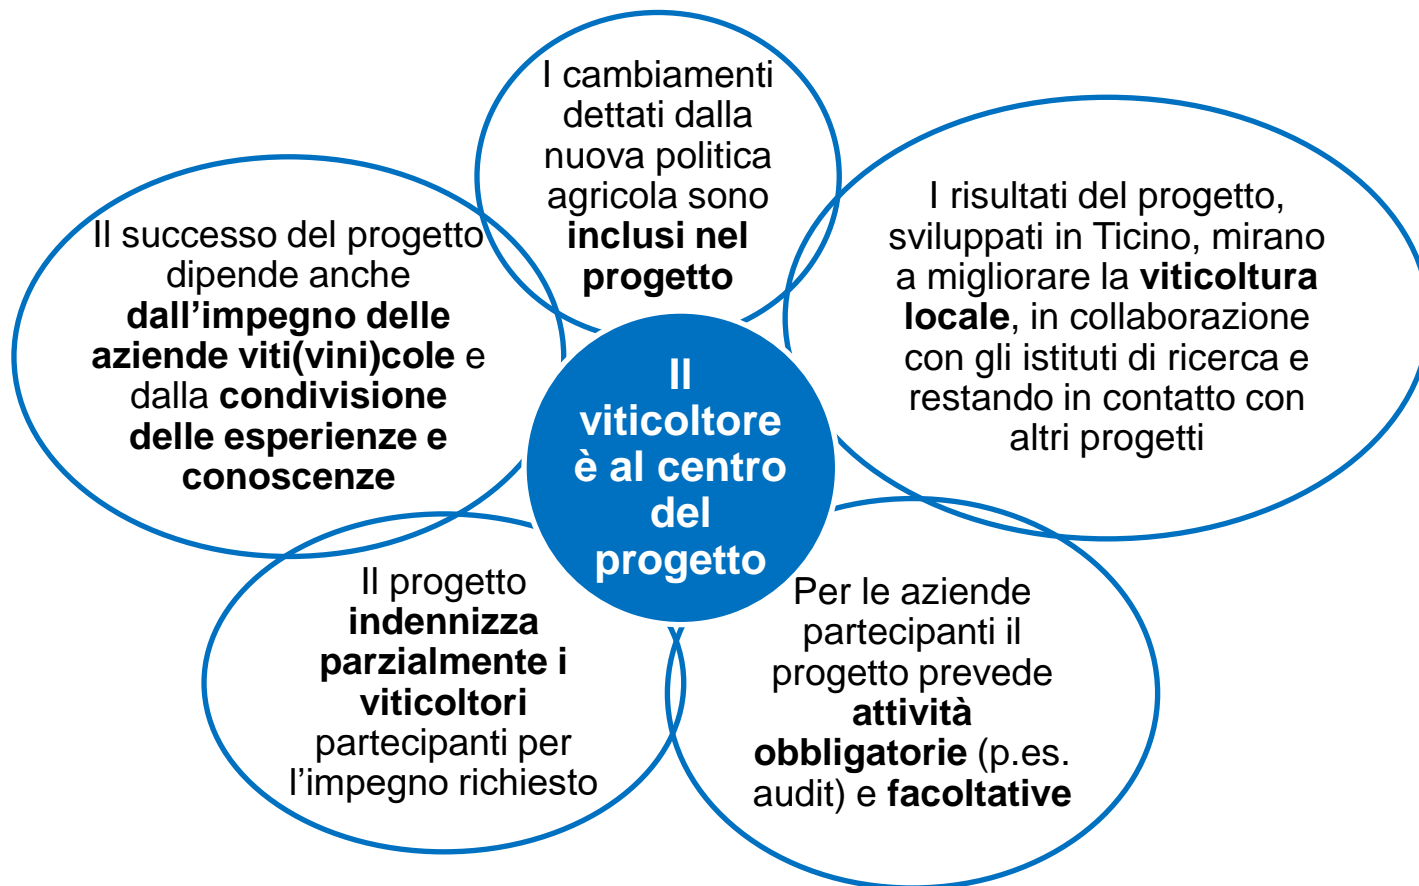 I cambiamenti
dettati dalla
nuova politica
agricola sono
inclusi nel
progetto
I risultati del progetto,
sviluppati in Ticino, mirano
a migliorare la viticoltura
locale, in collaborazione
con gli istituti di ricerca e
restando in contatto con
altri progetti
Per le aziende
partecipanti il
progetto prevede
attività
obbligatorie (p.es.
audit) e facoltative
Il progetto
indennizza
parzialmente i
viticoltori
partecipanti per
l’impegno richiesto
Il successo del progetto
dipende anche
dall’impegno delle
aziende viti(vini)cole e
dalla condivisione
delle esperienze e
conoscenze
Il
viticoltore
è al centro
del
progetto